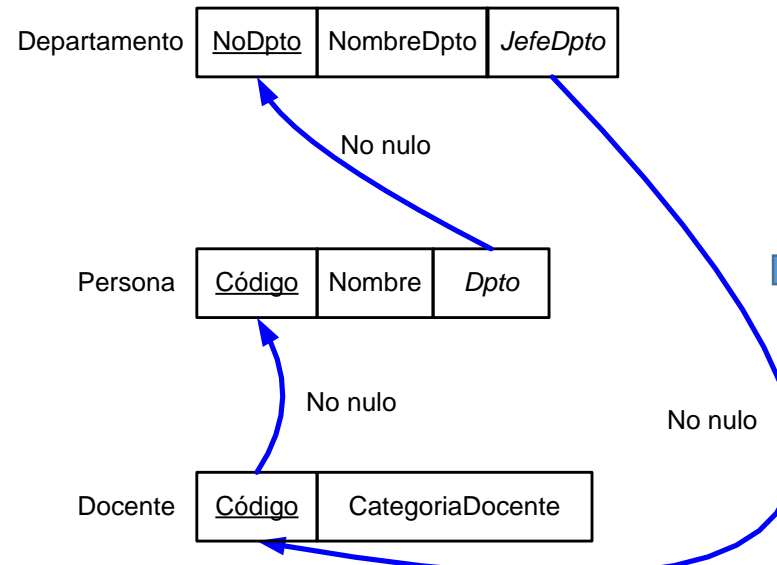 Departamento NoDpto NombreDpto JefeDpto
No nulo
Persona Código Nombre Dpto
No nulo
No nulo
Docente Código CategoriaDocente